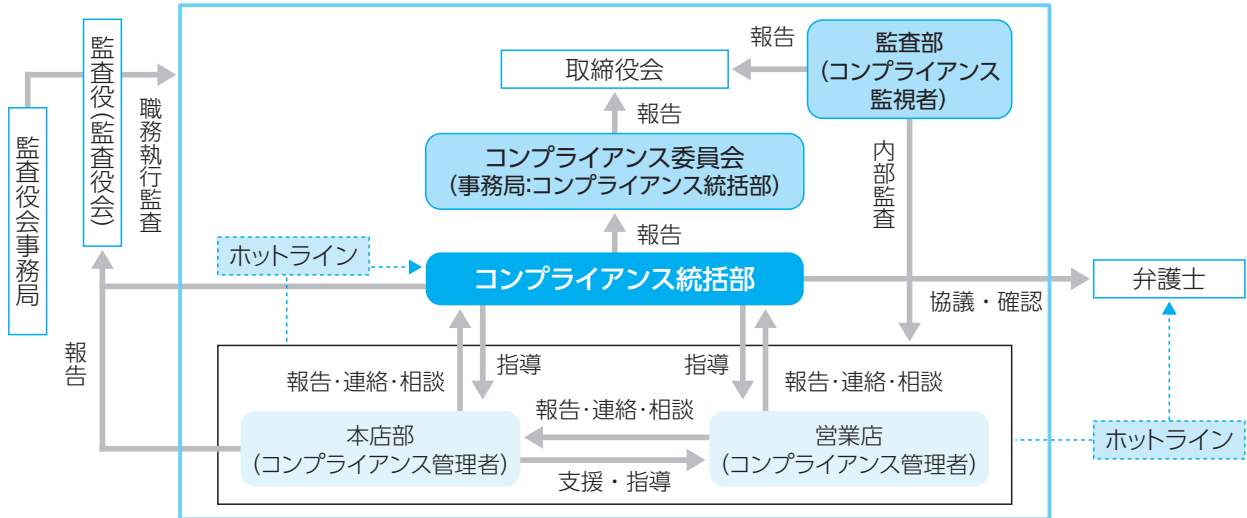 監査役会事務局
監査役(監査役会)
職務執行監査
報告
取締役会
報告
監査部
(コンプライアンス
監視者)
報告
コンプライアンス委員会
(事務局:コンプライアンス統括部)
内部監査
報告
ホットライン
コンプライアンス統括部
協議・確認
弁護士
指導
指導
報告・連絡・相談
報告・連絡・相談
報告・連絡・相談
本店部
(コンプライアンス管理者)
営業店
(コンプライアンス管理者)
支援・指導
ホットライン